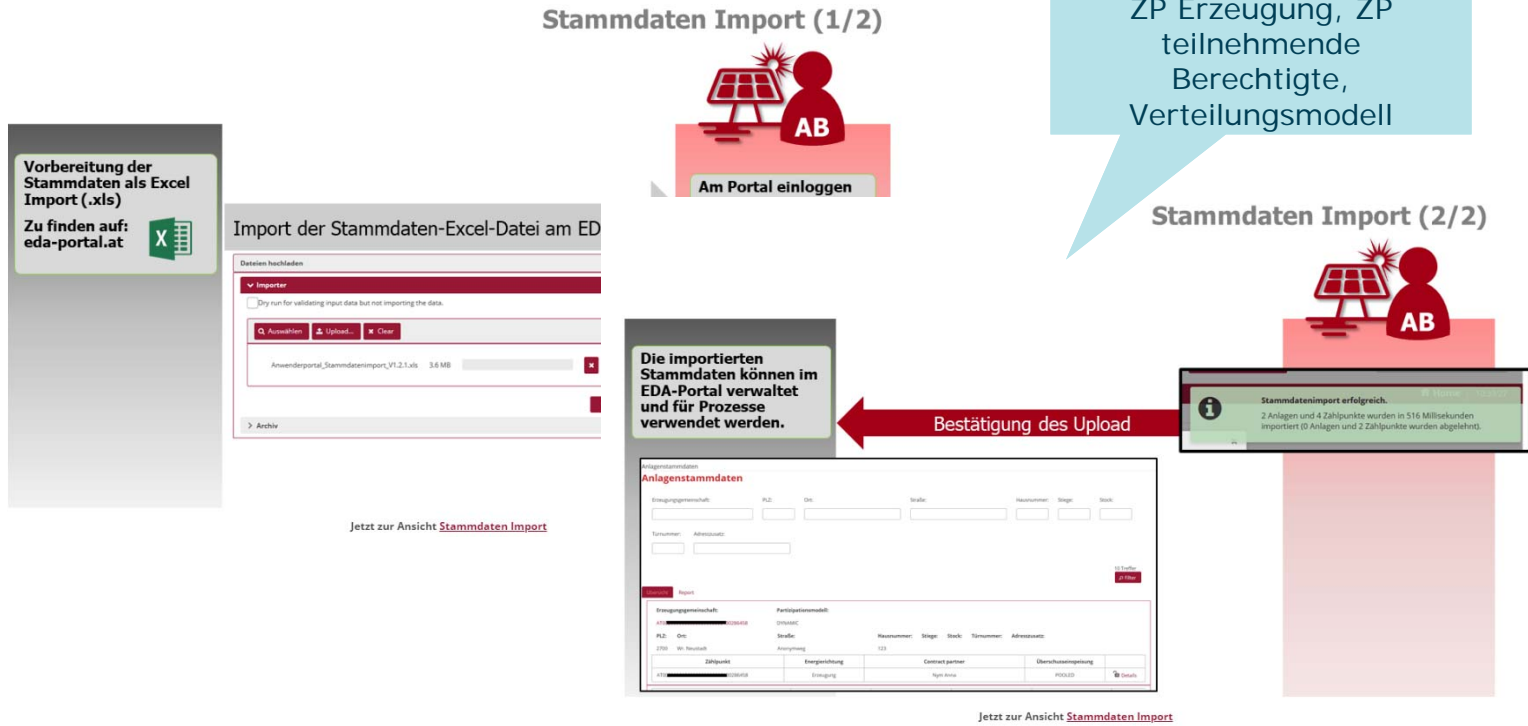 Stammdaten Import (1/2)
ZP Erzeugung, ZP
teilnehmende
Berechtigte,
Verteilungsmodell
AB
Vorbereitung der
Stammdaten als Excel
Import (.xls)
Zu finden auf:
eda-portal.at
X
Am Portal einloggen
Import der Stammdaten-Excel-Datei am ED
Dateien hochladen
Importer
Dry run for validating input data but not importing the data.
Auswählen Upload... Clear
Anwenderportal_Stammdatenimport_V1.2.1.xls 3.6 MB
Archiv
Jetzt zur Ansicht Stammdaten Import
Stammdaten Import (2/2)
AB
Die importierten
Stammdaten können im
EDA-Portal verwaltet
und für Prozesse
verwendet werden.
Bestätigung des Upload
Stammdatenimport erfolgreich.
2 Anlagen und 4 Zählpunkte wurden in 516 Millisekunden
importiert (0 Anlagen und 2 Zählpunkte wurden abgelehnt).
Anlagenstammdaten
Anlagenstammdaten
Erzeugungsgemeinschaft: PLZ: Ort: Straße: Hausnummer: Stiege: Stock:
Türnummer: Adresszusatz:
10 Treffer
Filter
Übersicht Report
Erzeugungsgemeinschaft: Partizipationsmodell:
DYNAMIC
PLZ: Ort: Straße: Hausnummer: Stiege: Stock: Türnummer: Adresszusatz:
2700 Wr. Neustadt Anonymweg 123
Zählpunkt Energierichtung Contract partner Überschusseinspeisung
Erzeugung Nym Anna POOLED Details
Jetzt zur Ansicht Stammdaten Import